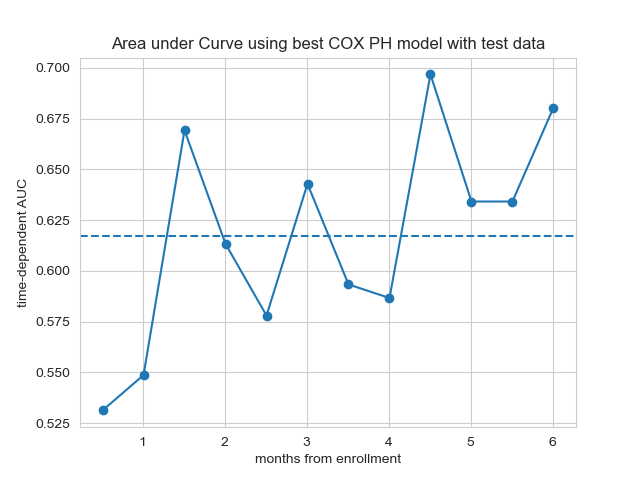 Area under Curve using best COX PH model with test data
time-dependent AUC
0.700
0.675
0.650
0.625
0.600
0.575
0.550
0.525
1 2 3 4 5 6
months from enrollment